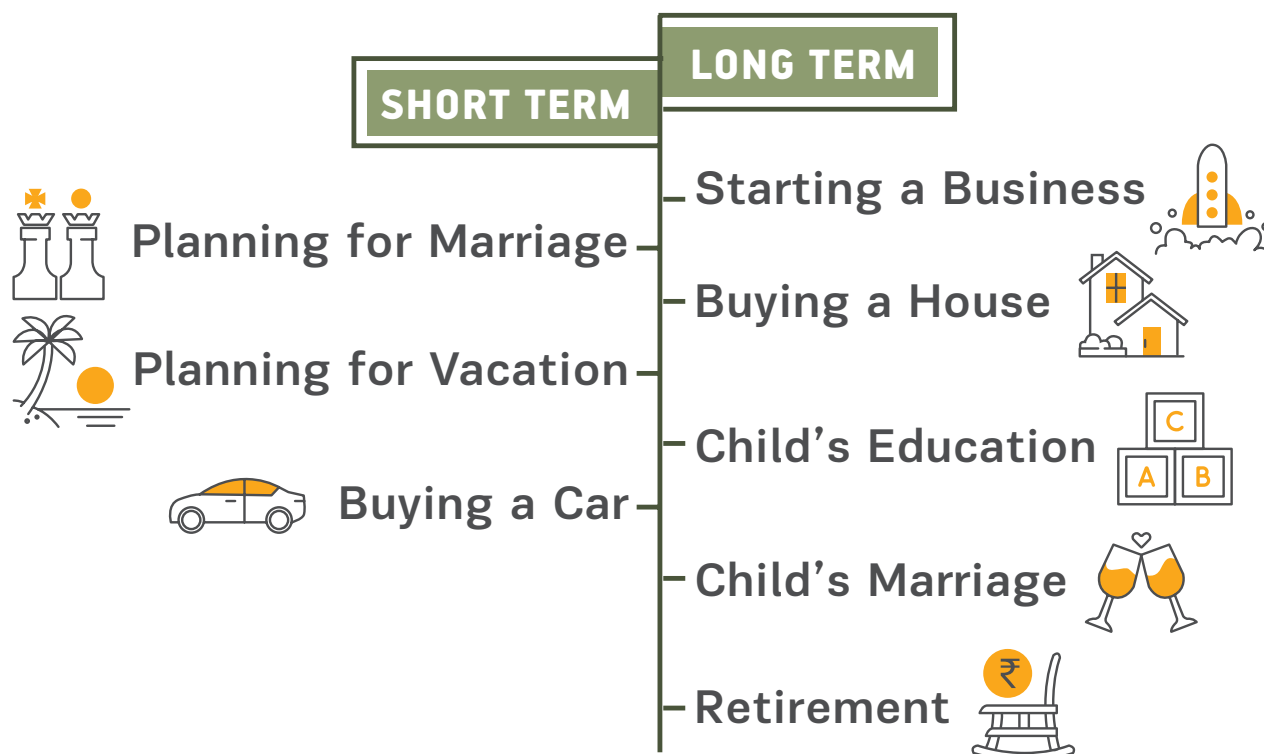 SHORT TERM
Planning for Marriage
Planning for Vacation
Buying a Car
LONG TERM
Starting a Business
Buying a House
Child’s Education
C
A B
Child’s Marriage
₹
Retirement